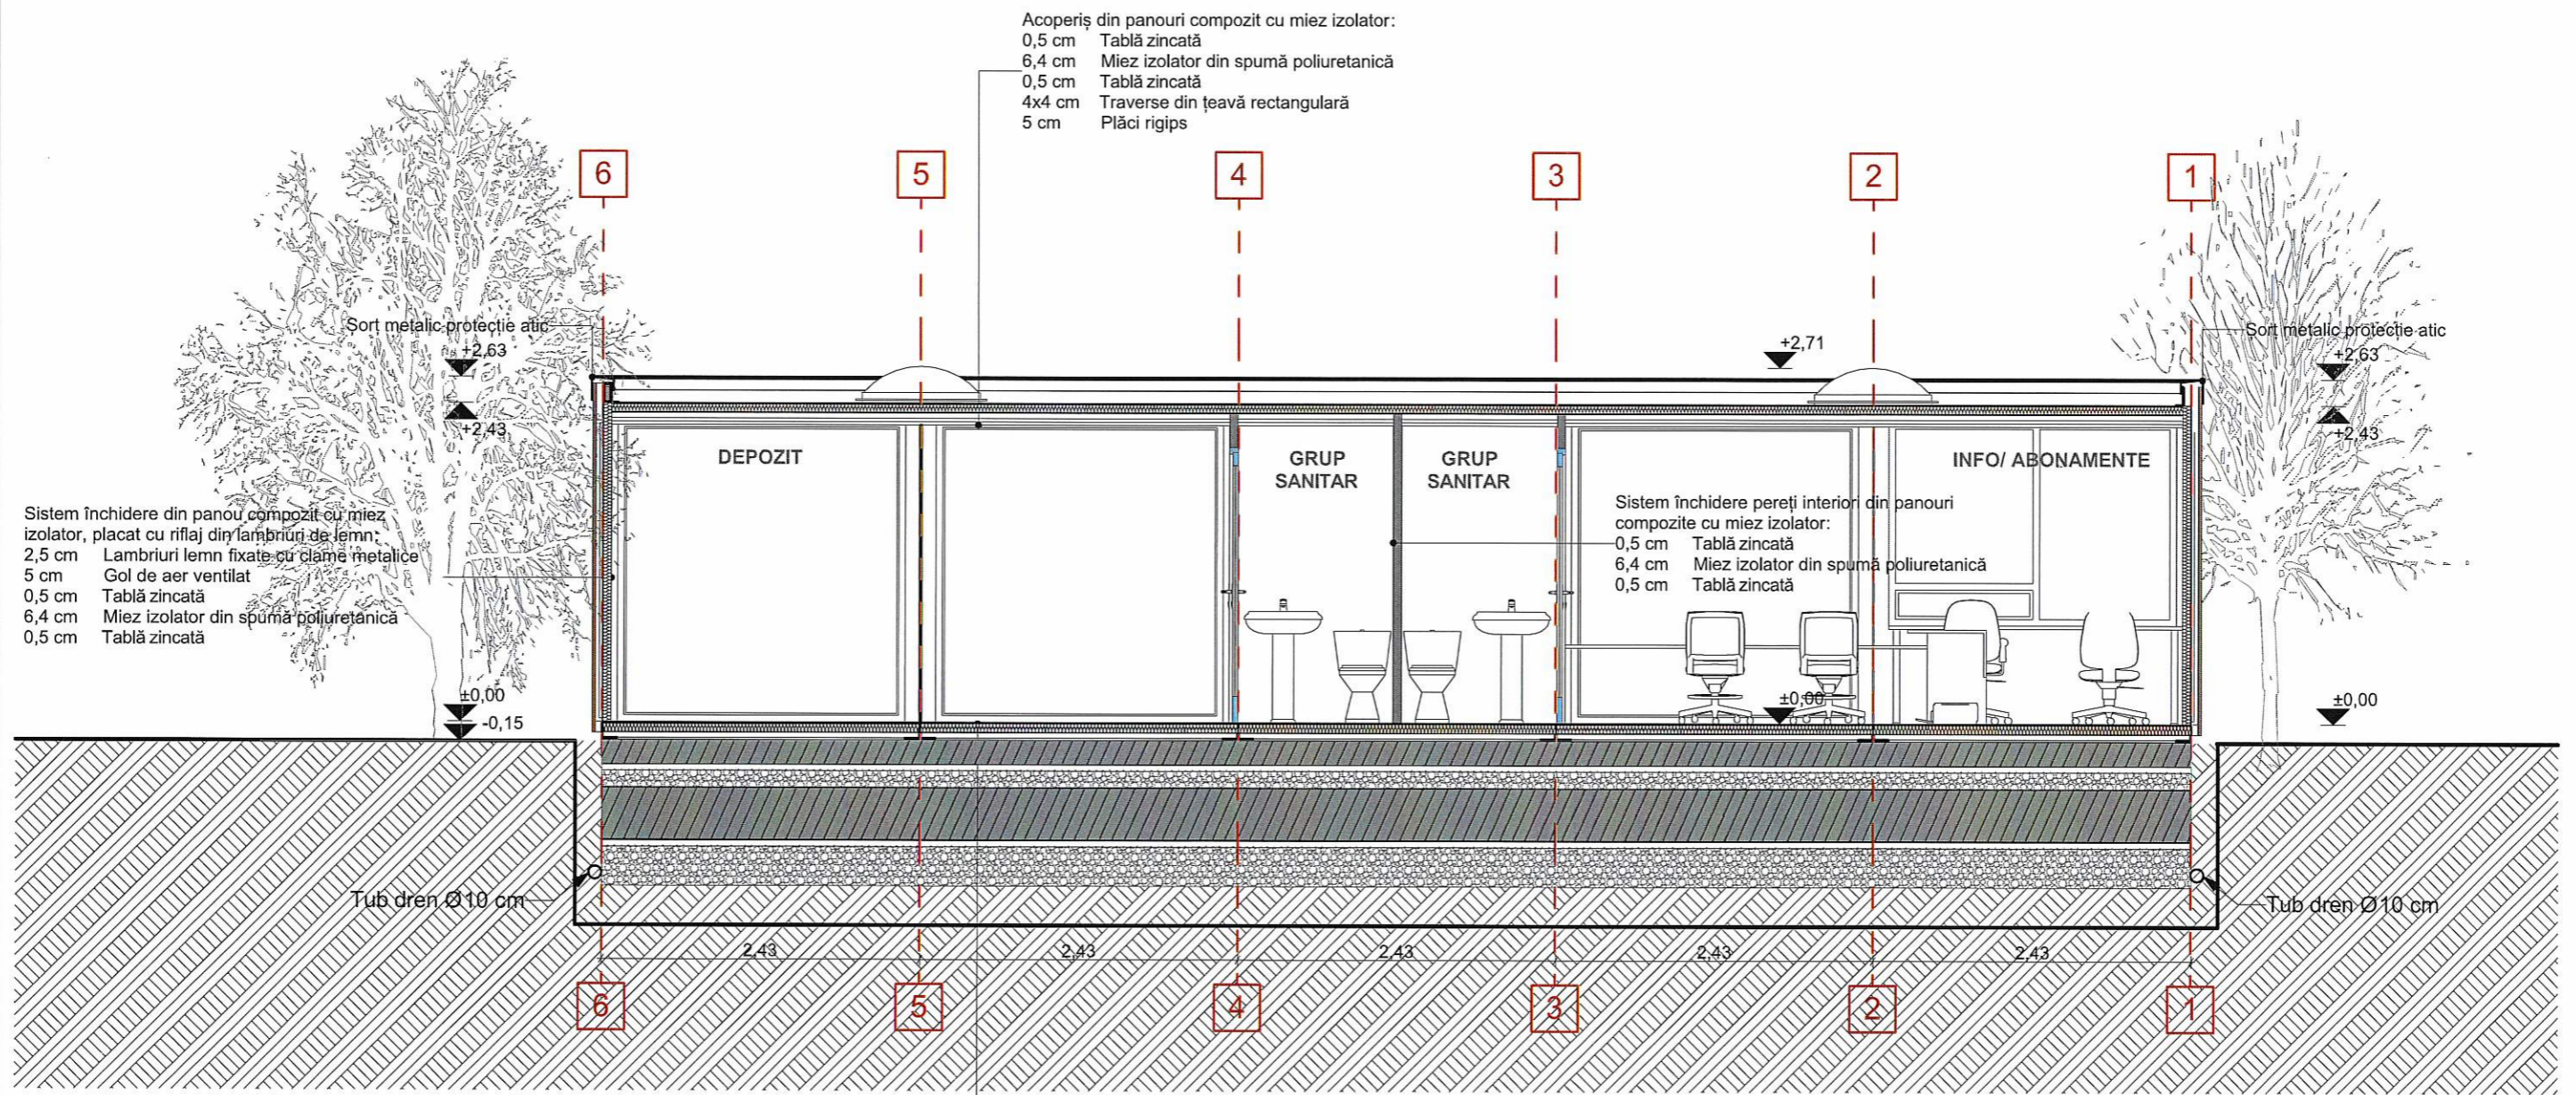 Acoperiș din panouri compozit cu miez izolator:
0,5 cm Tablă zincată
6,4 cm Miez izolator din spumă poliuretanică
0,5 cm Tablă zincată
4x4 cm Traverse din țeavă rectangulară
5 cm Plăci rigips
6 5 4 3 2 1
Șorț metalic protecție atic
Șorț metalic protecție atic
+2,63
+2,71
+2,63
+2,43
+2,43
DEPOZIT
GRUP
SANITAR
GRUP
SANITAR
INFO/ ABONAMENTE
Sistem închidere din panou compozit cu miez
izolator, placat cu riflaj din lambriuri de lemn:
2,5 cm Lambriuri lemn fixate cu clame metalice
5 cm Gol de aer ventilat
0,5 cm Tablă zincată
6,4 cm Miez izolator din spumă poliuretanică
0,5 cm Tablă zincată
Sistem închidere pereți interiori din panouri
compozite cu miez izolator:
0,5 cm Tablă zincată
6,4 cm Miez izolator din spumă poliuretanică
0,5 cm Tablă zincată
±0,00
-0,15
±0,00
±0,00
Tub dren Ø10 cm
Tub dren Ø10 cm
2,43 2,43 2,43 2,43 2,43
6 5 4 3 2 1